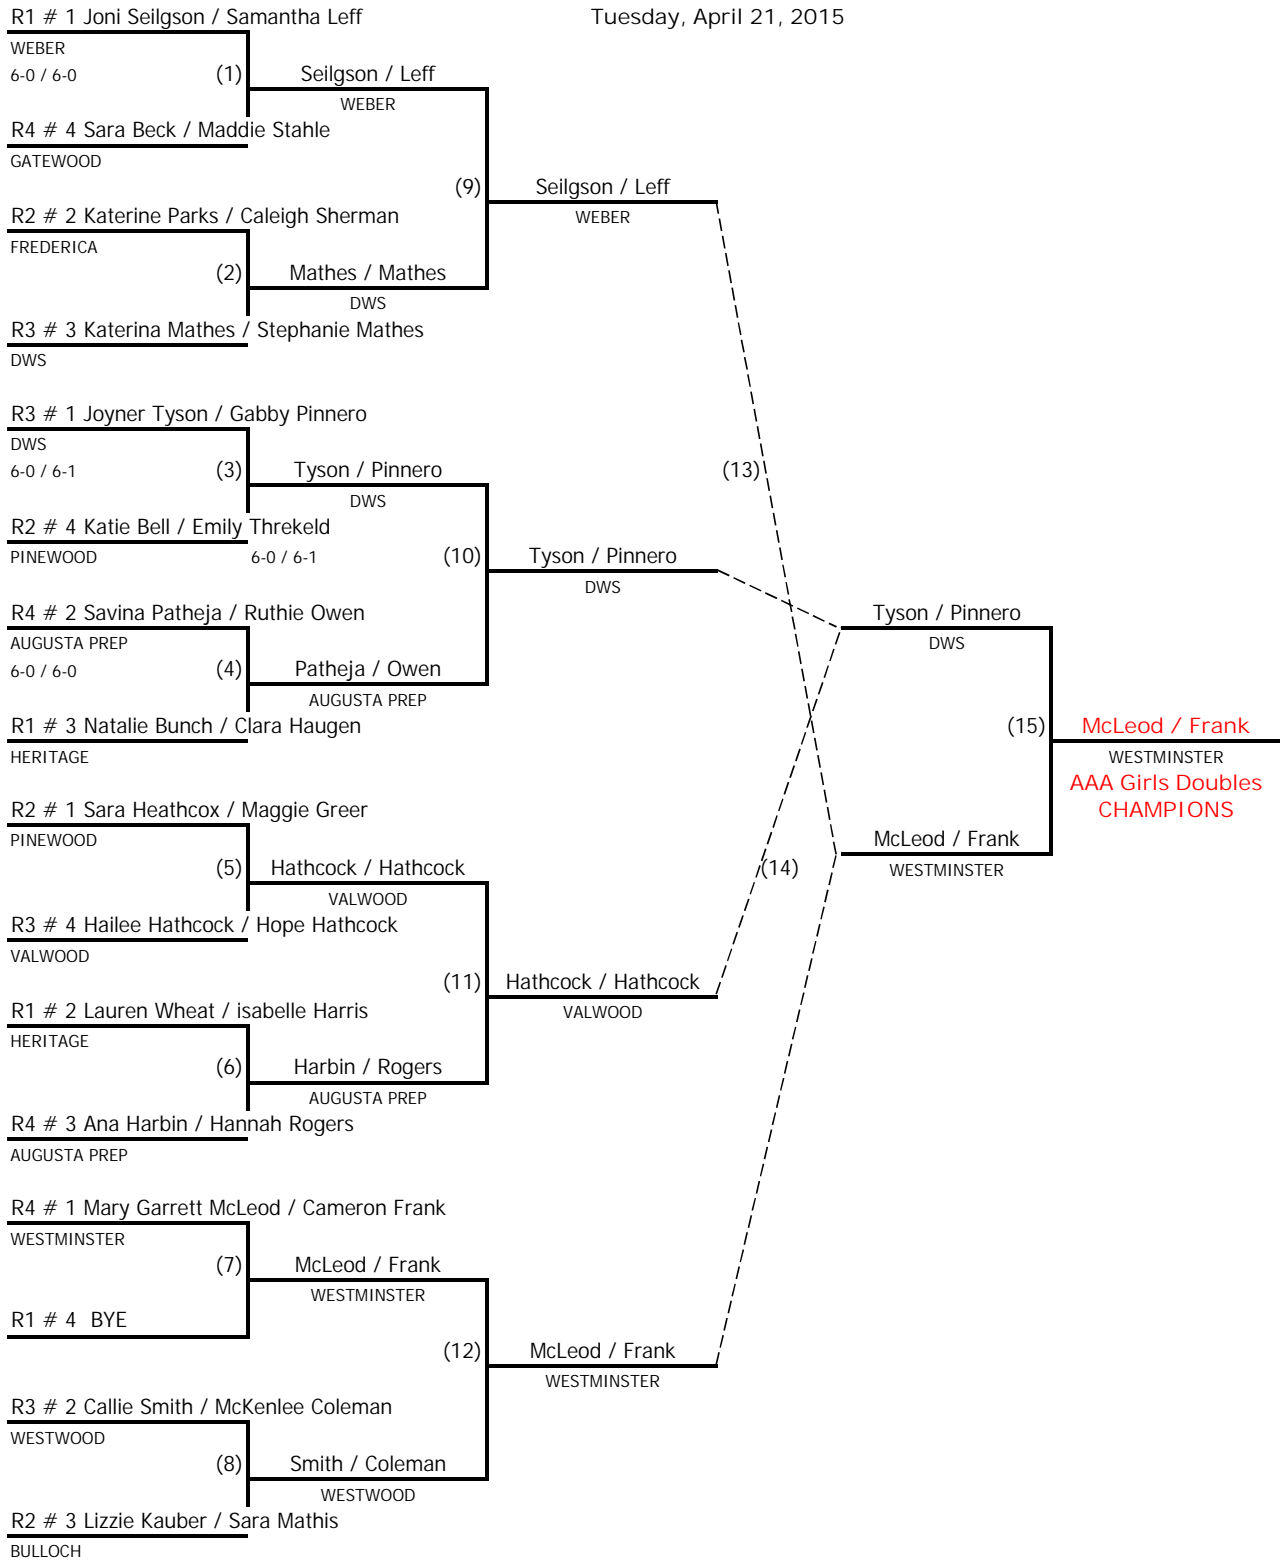 R1 # 1 Joni Seilgson / Samantha Leff
Tuesday, April 21, 2015
WEBER
6-0 / 6-0
(1)
Seilgson / Leff
WEBER
R4 # 4 Sara Beck / Maddie Stahle
GATEWOOD
(9)
Seilgson / Leff
WEBER
R2 # 2 Katerine Parks / Caleigh Sherman
FREDERICA
(2)
Mathes / Mathes
DWS
R3 # 3 Katerina Mathes / Stephanie Mathes
DWS
R3 # 1 Joyner Tyson / Gabby Pinnero
DWS
6-0 / 6-1
(3)
Tyson / Pinnero
DWS
(13)
R2 # 4 Katie Bell / Emily Threkeld
PINEWOOD
6-0 / 6-1
(10)
Tyson / Pinnero
DWS
R4 # 2 Savina Patheja / Ruthie Owen
AUGUSTA PREP
6-0 / 6-0
(4)
Patheja / Owen
AUGUSTA PREP
Tyson / Pinnero
DWS
R1 # 3 Natalie Bunch / Clara Haugen
HERITAGE
(15)
McLeod / Frank
WESTMINSTER
AAA Girls Doubles
CHAMPIONS
R2 # 1 Sara Heathcox / Maggie Greer
PINEWOOD
(5)
Hathcock / Hathcock
VALWOOD
(14)
McLeod / Frank
WESTMINSTER
R3 # 4 Hailee Hathcock / Hope Hathcock
VALWOOD
(11)
Hathcock / Hathcock
VALWOOD
R1 # 2 Lauren Wheat / isabelle Harris
HERITAGE
(6)
Harbin / Rogers
AUGUSTA PREP
R4 # 3 Ana Harbin / Hannah Rogers
AUGUSTA PREP
R4 # 1 Mary Garrett McLeod / Cameron Frank
WESTMINSTER
(7)
McLeod / Frank
WESTMINSTER
R1 # 4 BYE
(12)
McLeod / Frank
WESTMINSTER
R3 # 2 Callie Smith / McKenlee Coleman
WESTWOOD
(8)
Smith / Coleman
WESTWOOD
R2 # 3 Lizzie Kauber / Sara Mathis
BULLOCH